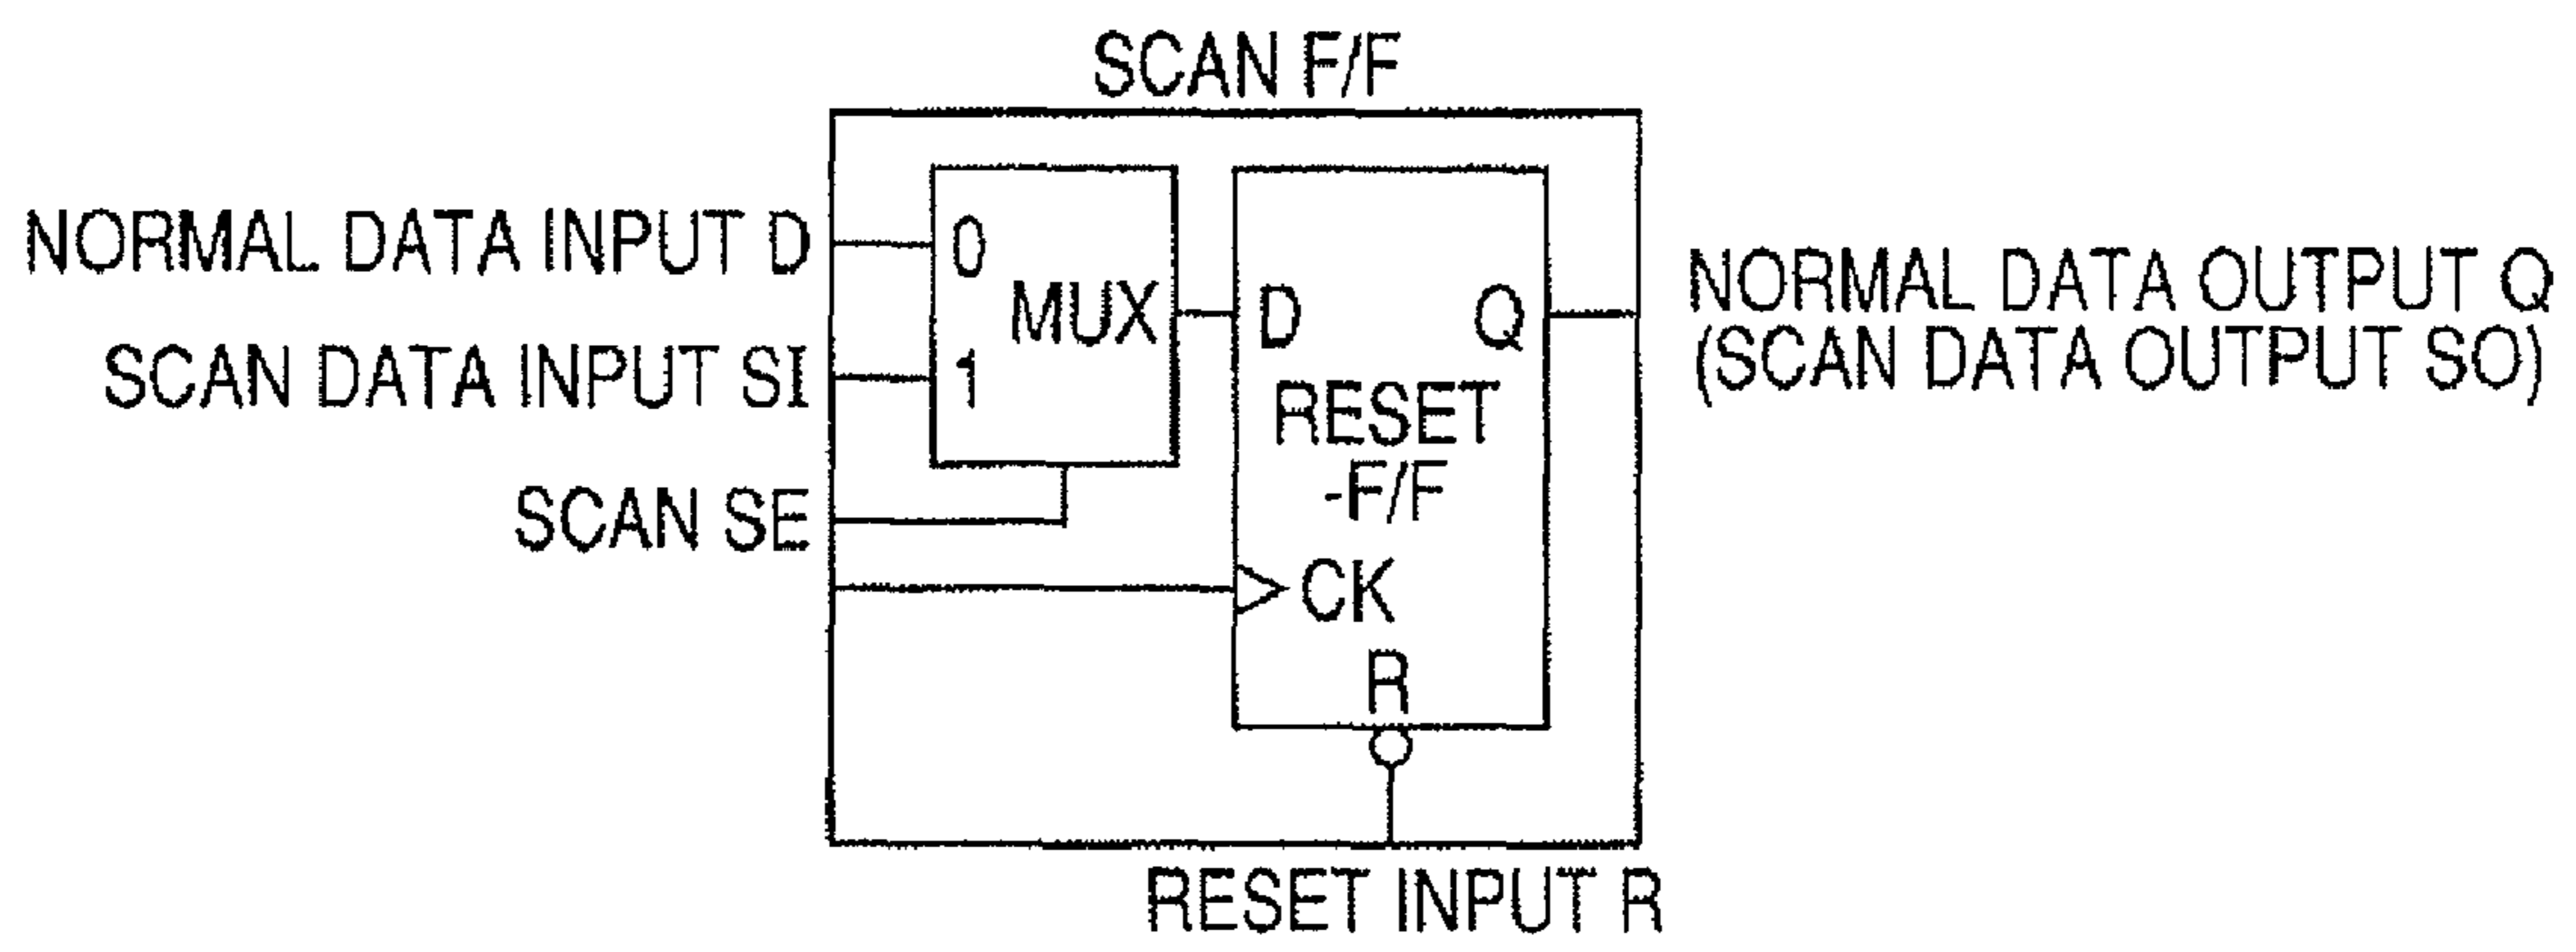 SCAN F/F
NORMAL DATA INPUT D
0
MUX
D
Q
NORMAL DATA OUTPUT Q
(SCAN DATA OUTPUT SO)
SCAN DATA INPUT SI
1
RESET
-F/F
SCAN SE
CK
R
RESET INPUT R